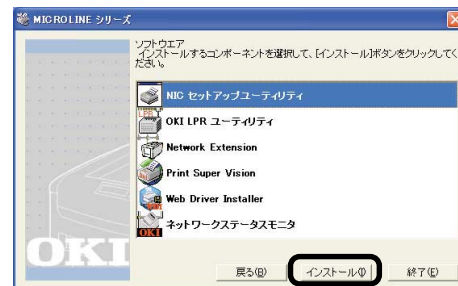 MICROLINE シリーズ
ソフトウエア
インストールするコンポーネントを選択して、[インストール]ボタンをクリックしてく
ださい。
NIC セットアップユーティリティ
LPR
OKI LPR ユーティリティ
Network Extension
Print Super Vision
Web Driver Installer
OKI
ネットワークステータスモニタ
OKI
戻る(B)
インストール(I)
終了(E)